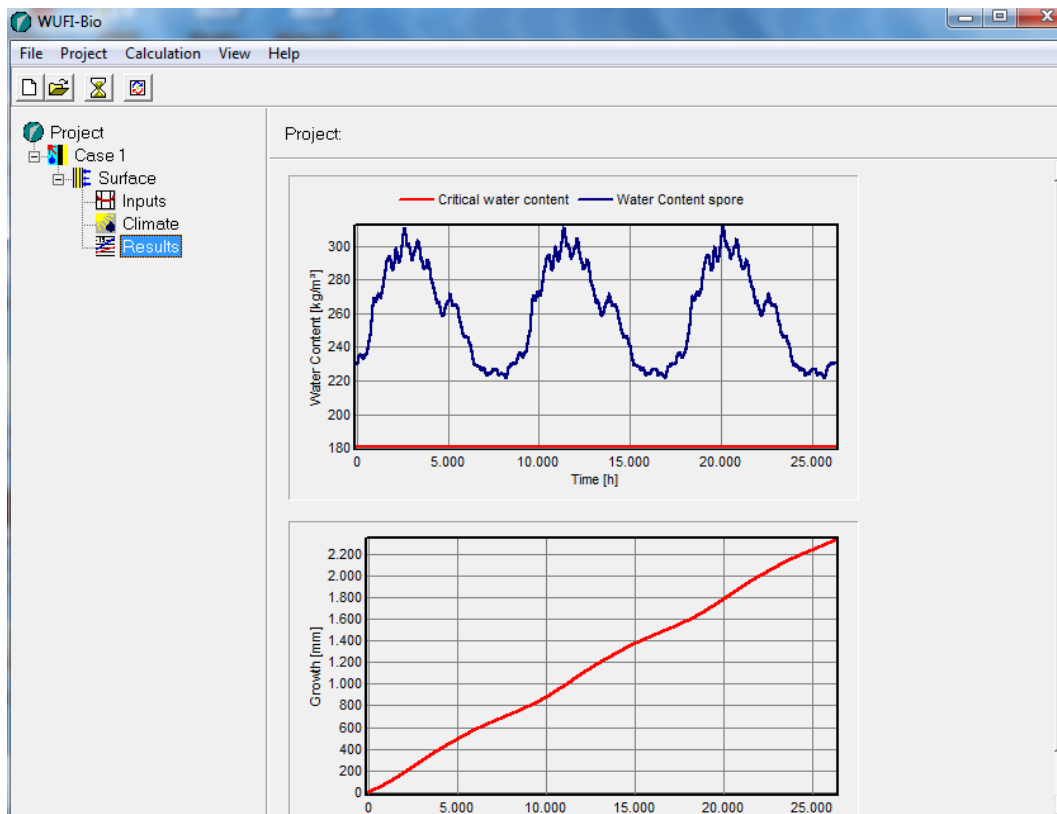 WUFI-Bio
File Project Calculation View Help
Project
Case 1
Surface
Inputs
Climate
Results
Project:
Critical water content Water Content spore
Water Content [kg/m³]
300
280
260
240
220
200
180
0 5.000 10.000 15.000 20.000 25.000
Time [h]
Growth [mm]
2.200
2.000
1.800
1.600
1.400
1.200
1.000
800
600
400
200
0
0 5.000 10.000 15.000 20.000 25.000